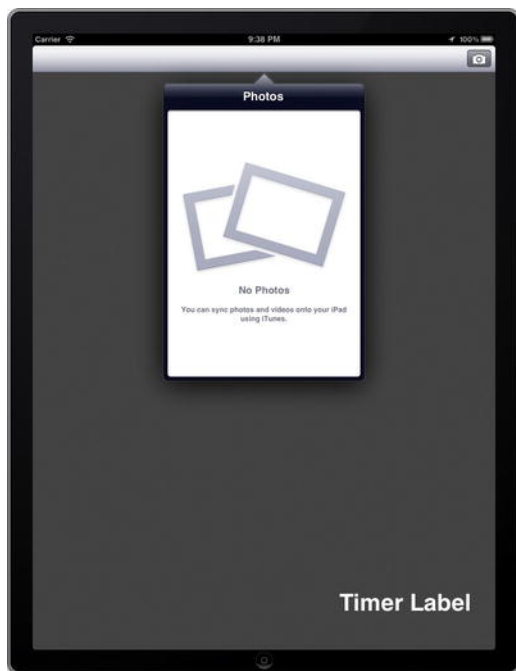 Carrier 9:38 PM 100%
Photos
No Photos
You can sync photos and videos onto your iPad
using iTunes.
Timer Label